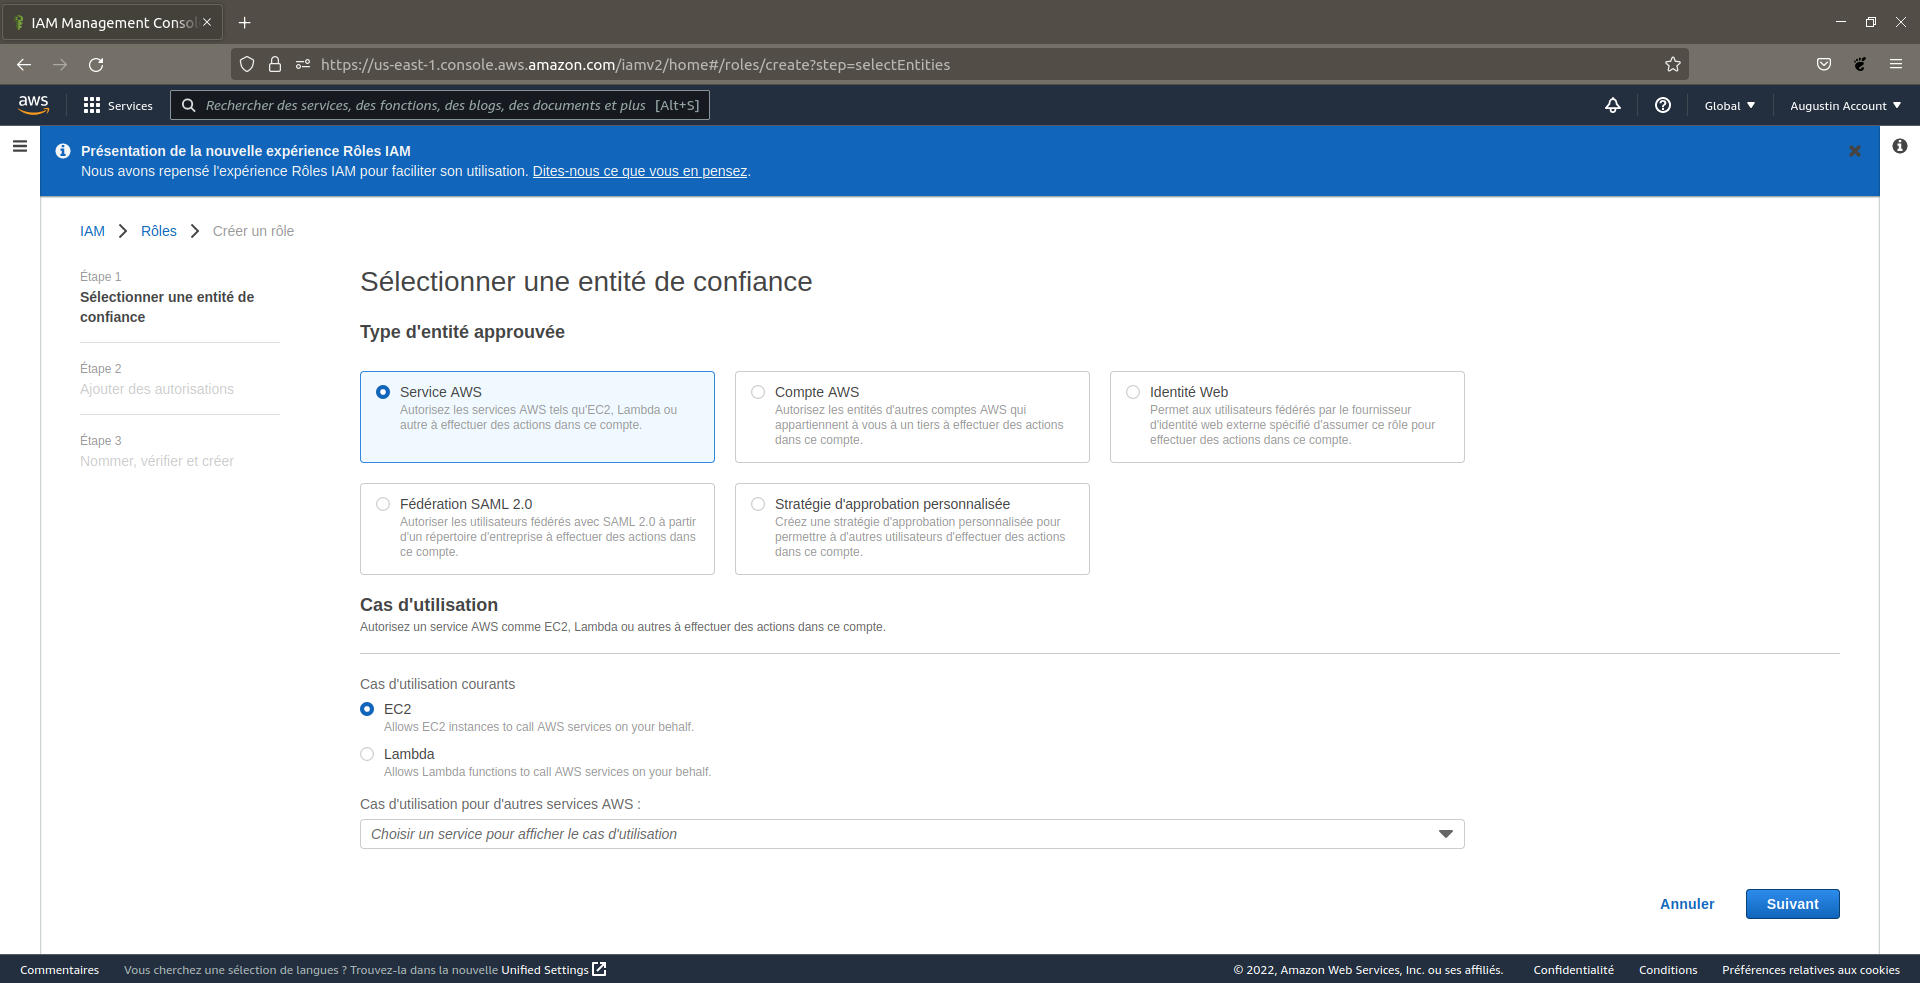 IAM Management Conso
https://us-east-1.console.aws.amazon.com/iamv2/home#/roles/create?step=selectEntities
aws
Services
Rechercher des services, des fonctions, des blogs, des documents et plus [Alt+S]
Global
Augustin Account
Présentation de la nouvelle expérience Rôles IAM
Nous avons repensé l'expérience Rôles IAM pour faciliter son utilisation. Dites-nous ce que vous en pensez.
IAM
Rôles
Créer un rôle
Étape 1
Sélectionner une entité de
confiance
Étape 2
Ajouter des autorisations
Étape 3
Nommer, vérifier et créer
Sélectionner une entité de confiance
Type d'entité approuvée
Service AWS
Autorisez les services AWS tels qu'EC2, Lambda ou
autre à effectuer des actions dans ce compte.
Compte AWS
Autorisez les entités d'autres comptes AWS qui
appartiennent à vous à un tiers à effectuer des actions
dans ce compte.
Identité Web
Permet aux utilisateurs fédérés par le fournisseur
d'identité web externe spécifié d'assumer ce rôle pour
effectuer des actions dans ce compte.
Fédération SAML 2.0
Autoriser les utilisateurs fédérés avec SAML 2.0 à partir
d'un répertoire d'entreprise à effectuer des actions dans
ce compte.
Stratégie d'approbation personnalisée
Créez une stratégie d'approbation personnalisée pour
permettre à d'autres utilisateurs d'effectuer des actions
dans ce compte.
Cas d'utilisation
Autorisez un service AWS comme EC2, Lambda ou autres à effectuer des actions dans ce compte.
Cas d'utilisation courants
EC2
Allows EC2 instances to call AWS services on your behalf.
Lambda
Allows Lambda functions to call AWS services on your behalf.
Cas d'utilisation pour d'autres services AWS :
Choisir un service pour afficher le cas d'utilisation
Annuler
Suivant
Commentaires
Vous cherchez une sélection de langues ? Trouvez-la dans la nouvelle Unified Settings
© 2022, Amazon Web Services, Inc. ou ses affiliés.
Confidentialité
Conditions
Préférences relatives aux cookies